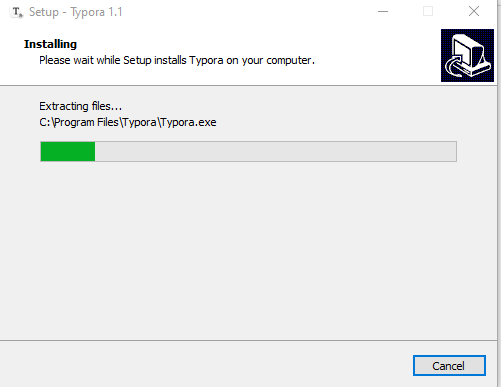 Setup - Typora 1.1
Installing
Please wait while Setup installs Typora on your computer.
Extracting files...
C:\Program Files\Typora\Typora.exe
Cancel